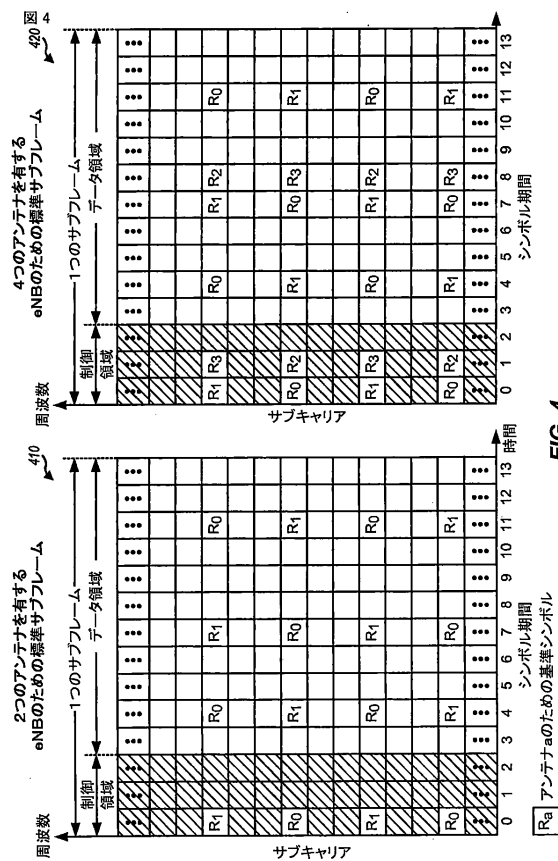 図 4
2つのアンテナを有する
eNBのための標準サブフレーム
410
周波数
1つのサブフレーム
制御
領域
データ領域
... ... ... ... ... ... ... ... ... ... ... ... ... ...
R1 R0 R1 R0
R0 R1 R0 R1
R1 R0 R1 R0
R0 R1 R0 R1
... ... ... ... ... ... ... ... ... ... ... ... ... ...
サブキャリア
0 1 2 3 4 5 6 7 8 9 10 11 12 13
シンボル期間
時間
Ra アンテナaのための基準シンボル
4つのアンテナを有する
eNBのための標準サブフレーム
420
周波数
1つのサブフレーム
制御
領域
データ領域
... ... ... ... ... ... ... ... ... ... ... ... ... ...
R1 R3 R0 R1 R2 R0
R0 R2 R1 R0 R3 R1
R1 R3 R0 R1 R2 R0
R0 R2 R1 R0 R3 R1
... ... ... ... ... ... ... ... ... ... ... ... ... ...
サブキャリア
0 1 2 3 4 5 6 7 8 9 10 11 12 13
シンボル期間
FIG. 4